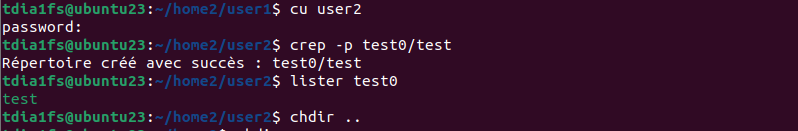 tdia1fs@ubuntu23:~/home2/user1$ cu user2
password:
tdia1fs@ubuntu23:~/home2/user2$ crep -p test0/test
Répertoire créé avec succès : test0/test
tdia1fs@ubuntu23:~/home2/user2$ lister test0
test
tdia1fs@ubuntu23:~/home2/user2$ chdir ..